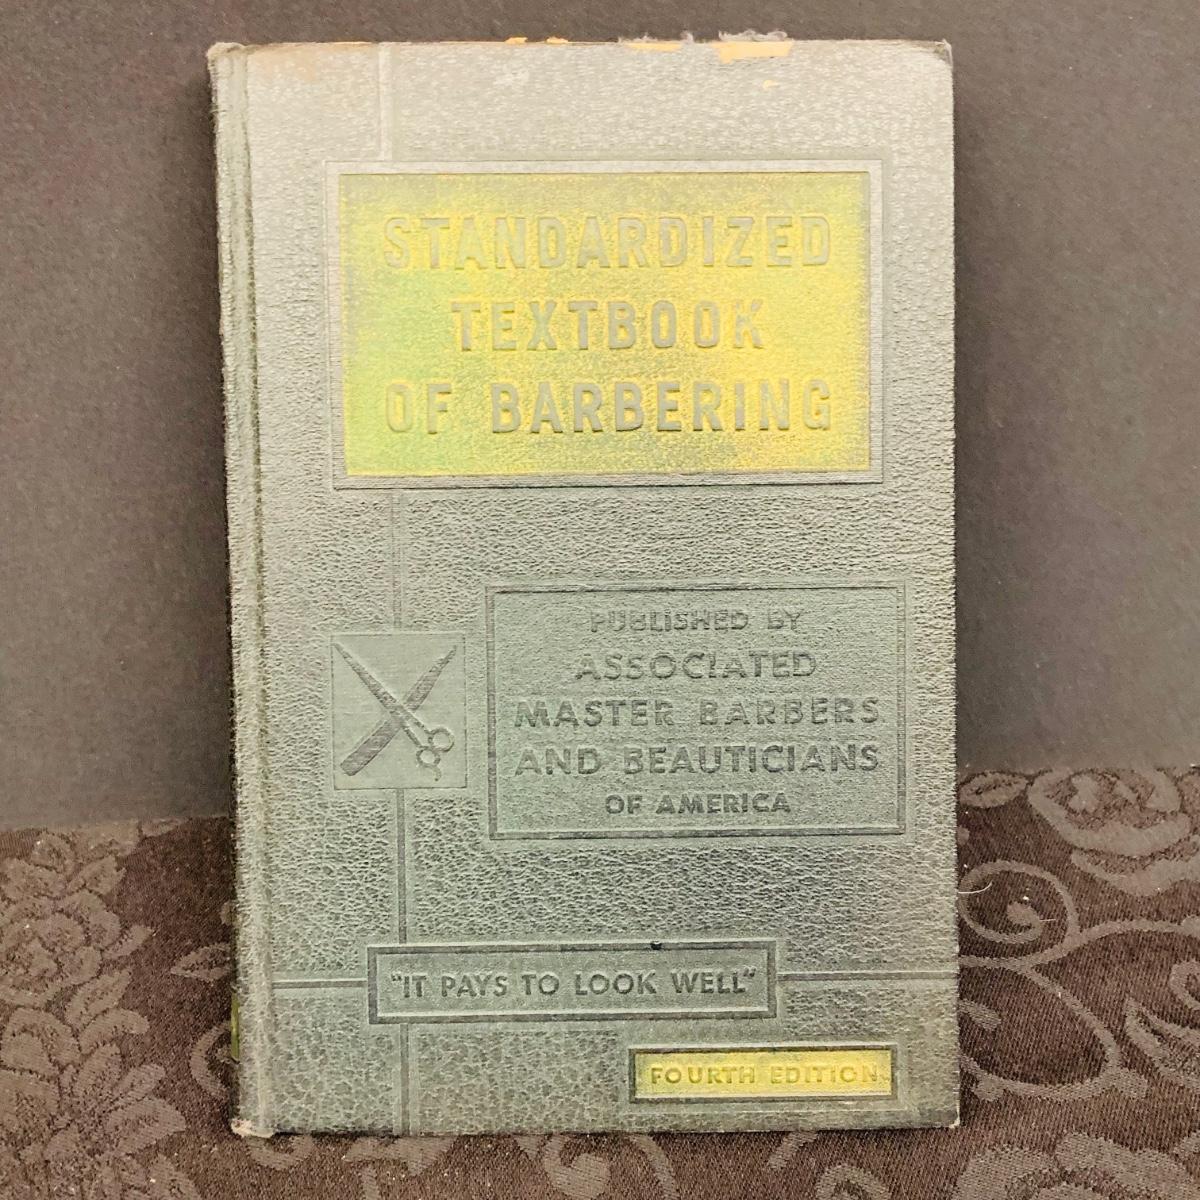 STANDARDIZED
TEXTBOOK
OF BARBERING
PUBLISHED BY
ASSOCIATED
MASTER BARBERS
AND BEAUTICIANS
OF AMERICA
"IT PAYS TO LOOK WELL"
FOURTH EDITION